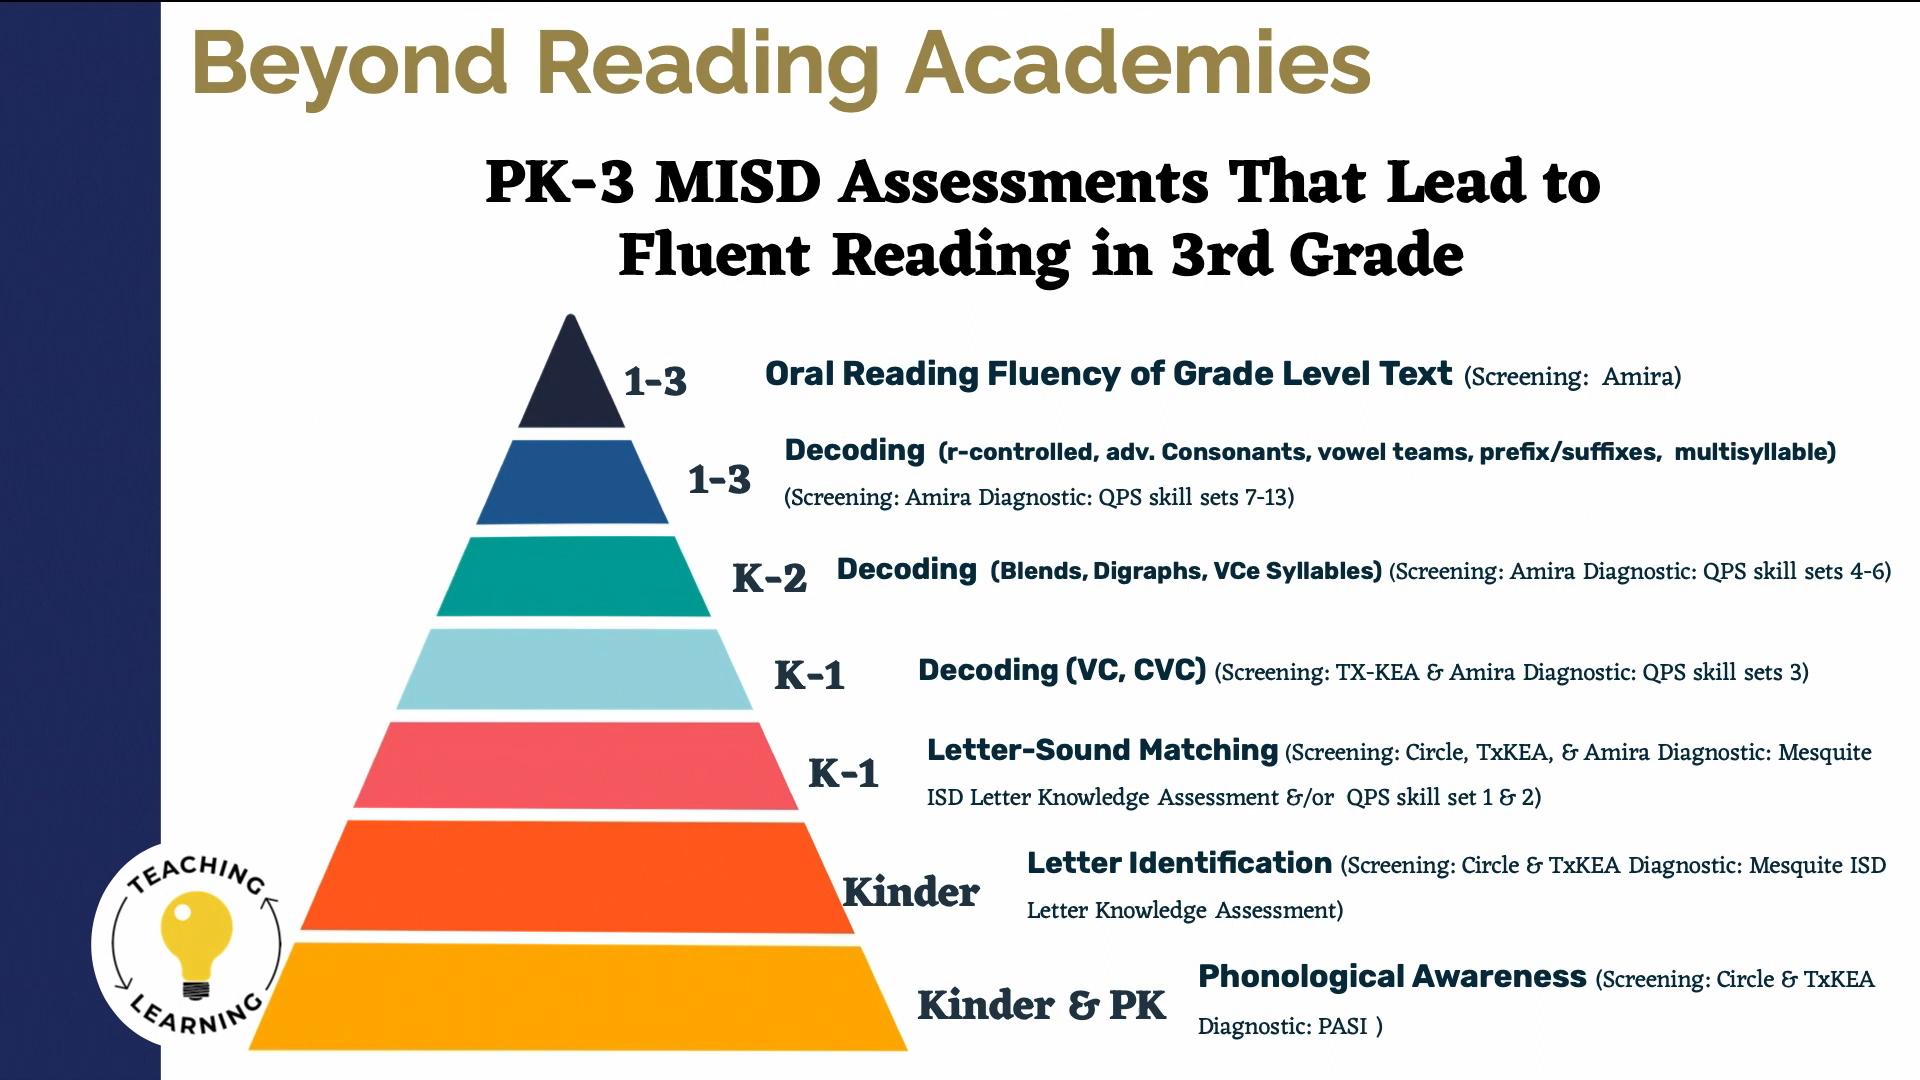 Beyond Reading Academies
PK-3 MISD Assessments That Lead to
Fluent Reading in 3rd Grade
1-3 Oral Reading Fluency of Grade Level Text (Screening: Amira)
1-3 Decoding (r-controlled, adv. Consonants, vowel teams, prefix/suffixes, multisyllable)
(Screening: Amira Diagnostic: QPS skill sets 7-13)
K-2 Decoding (Blends, Digraphs, VCe Syllables) (Screening: Amira Diagnostic: QPS skill sets 4-6)
K-1 Decoding (VC, CVC) (Screening: TX-KEA & Amira Diagnostic: QPS skill sets 3)
K-1 Letter-Sound Matching (Screening: Circle, TxKEA, & Amira Diagnostic: Mesquite
ISD Letter Knowledge Assessment &/or QPS skill set 1 & 2)
Kinder Letter Identification (Screening: Circle & TxKEA Diagnostic: Mesquite ISD
Letter Knowledge Assessment)
Kinder & PK Phonological Awareness (Screening: Circle & TxKEA
Diagnostic: PASI )
TEACHING
LEARNING